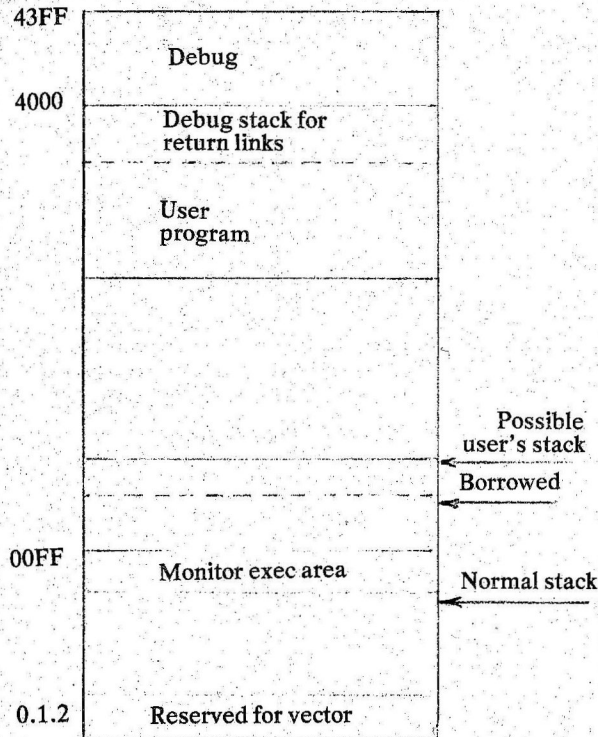 43FF
Debug
4000
Debug stack for
return links
User
program
Possible
user's stack
Borrowed
00FF
Monitor exec area
Normal stack
0.1.2
Reserved for vector